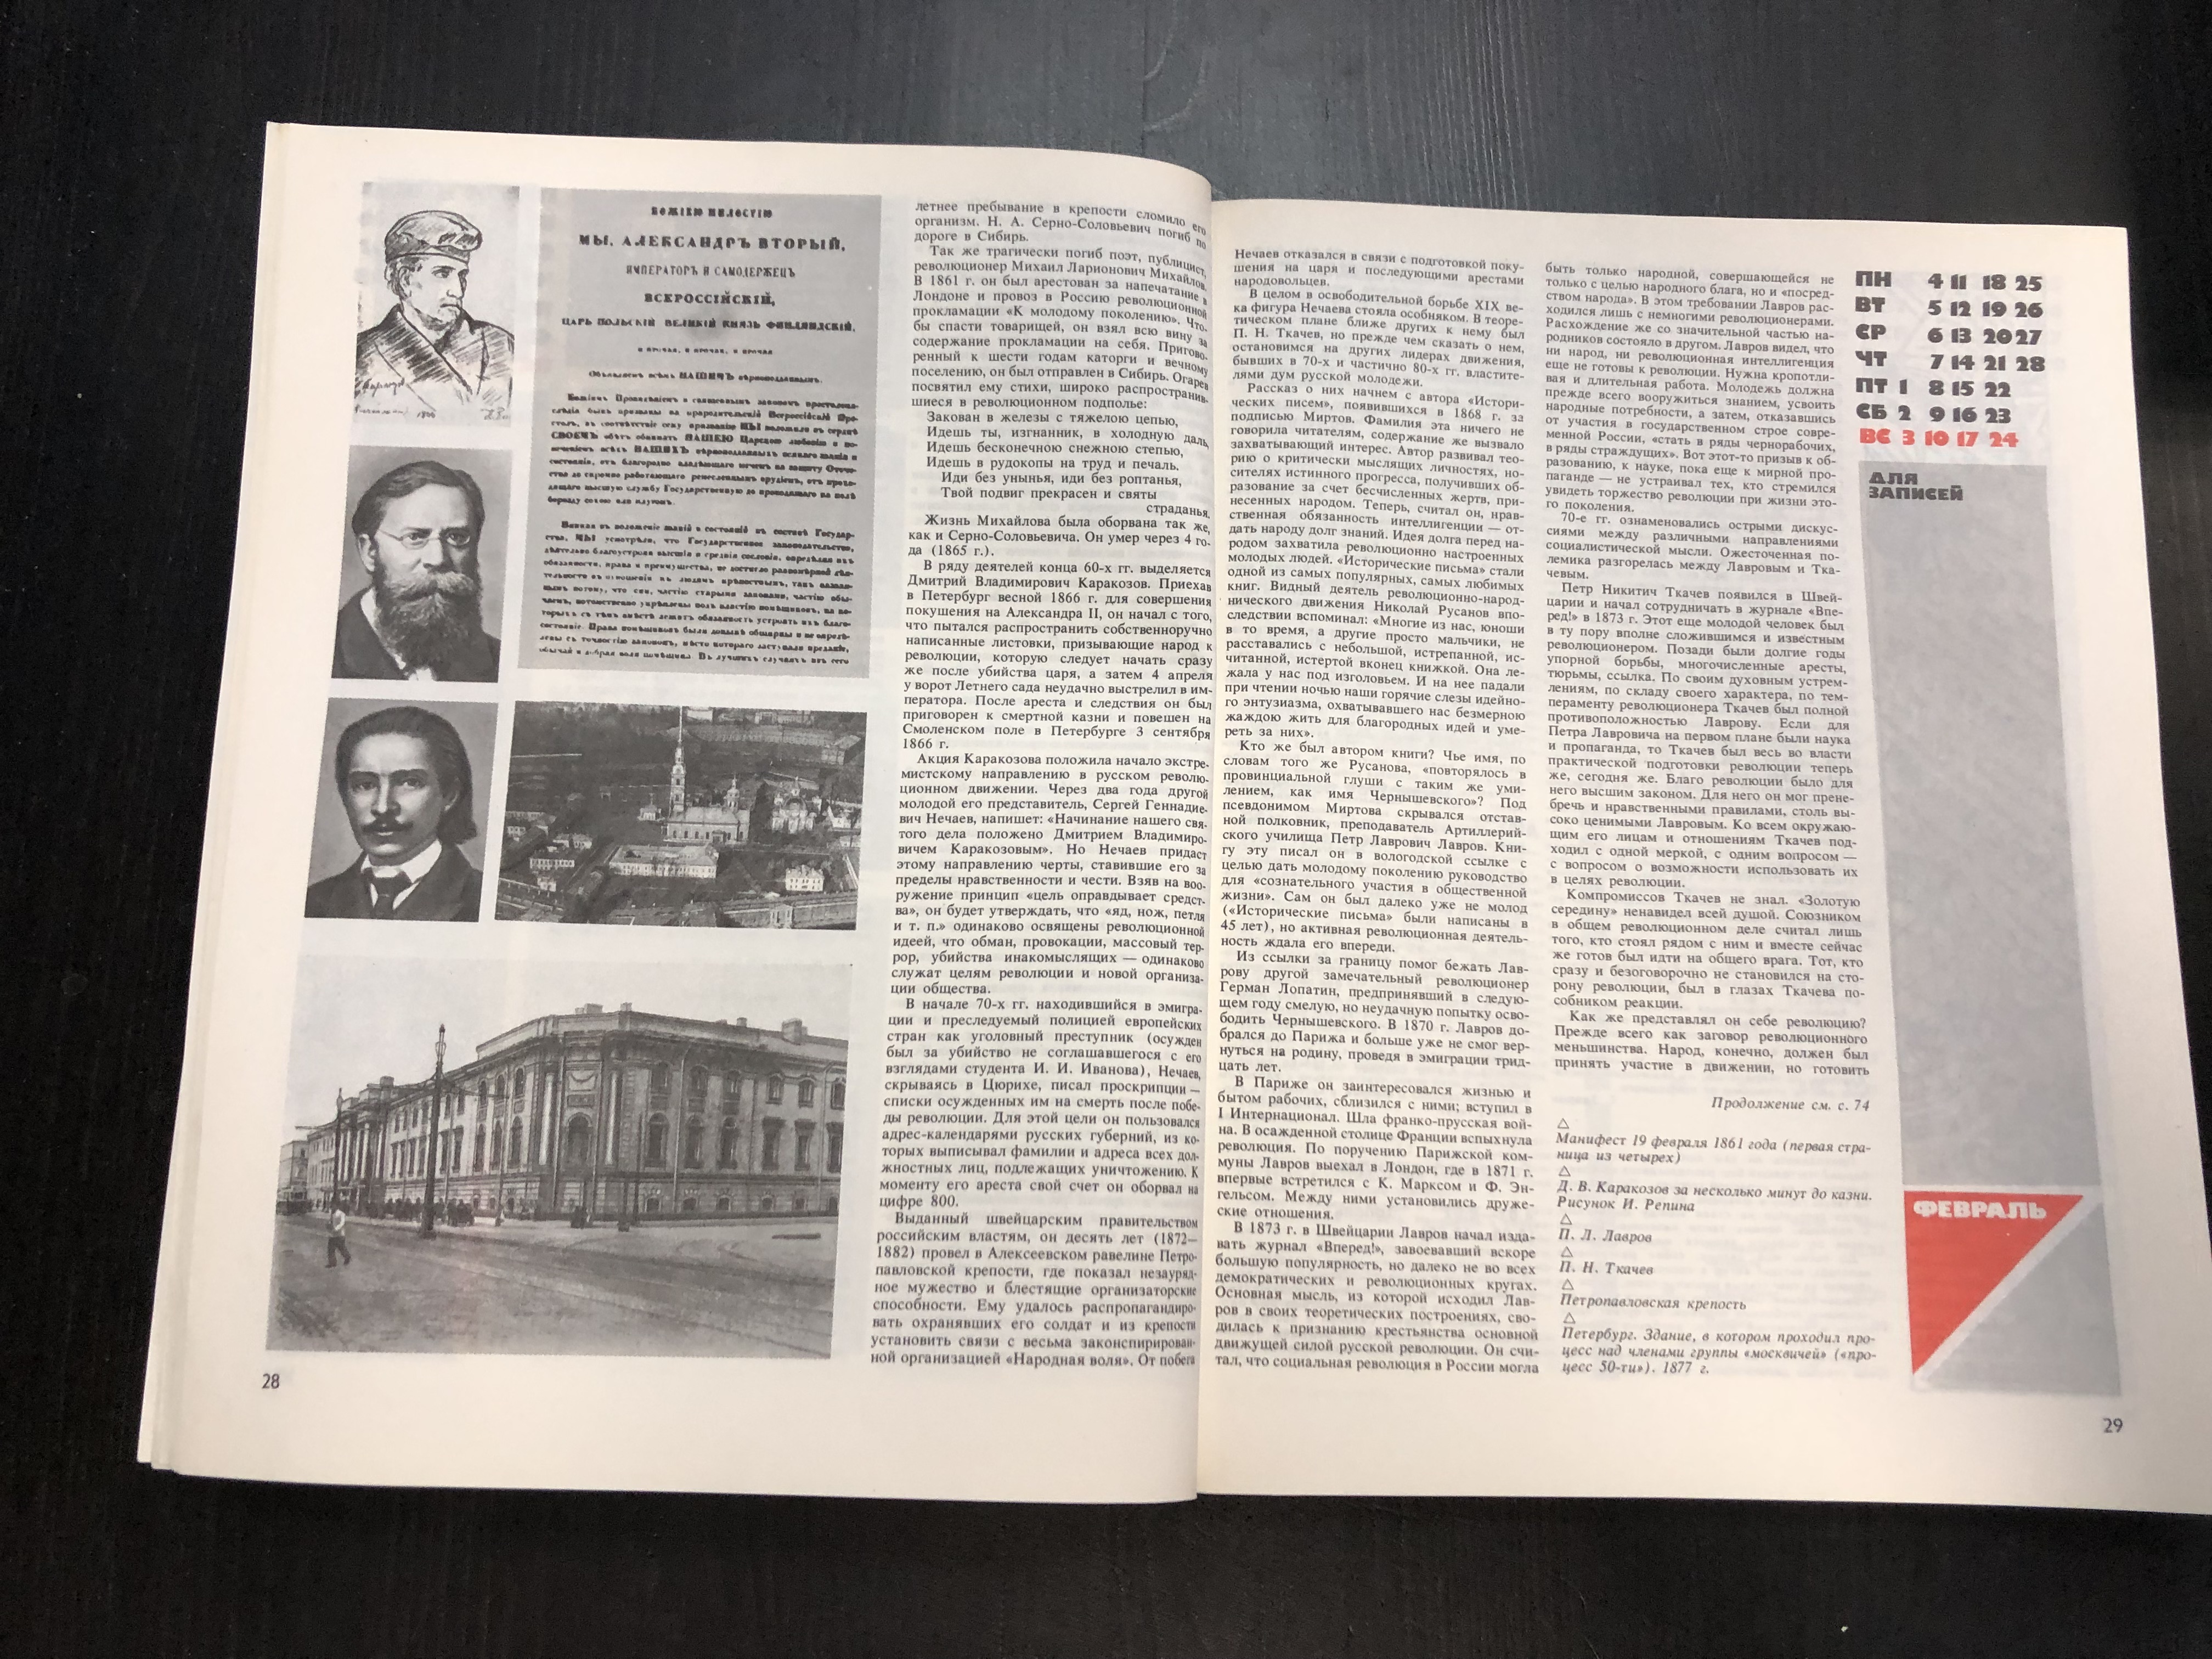 БОЖІЕЮ МИЛОСТІЮ
МЫ, АЛЕКСАНДРЪ ВТОРЫЙ,
ИМПЕРАТОРЪ И САМОДЕРЖЕЦЪ
ВСЕРОССІЙСКІЙ,
ЦАРЬ ПОЛЬСКІЙ ВЕЛИКІЙ КНЯЗЬ ФИНЛЯНДСКІЙ,
и прочая, и прочая, и прочая
Объявляемъ всѣмъ НАШИМЪ вѣрноподданнымъ.
28
летнее пребывание в крепости сломило его
организм. Н. А. Серно-Соловьевич погиб по
дороге в Сибирь.
Так же трагически погиб поэт, публицист,
революционер Михаил Ларионович Михайлов.
В 1861 г. он был арестован за напечатание в
Лондоне и провоз в Россию революционной
прокламации «К молодому поколению». Что-
бы спасти товарищей, он взял всю вину за
содержание прокламации на себя. Пригово-
ренный к шести годам каторги и вечному
поселению, он был отправлен в Сибирь. Огарев
посвятил ему стихи, широко распространив-
шиеся в революционном подполье:
Закован в железы с тяжелою цепью,
Идешь ты, изгнанник, в холодную даль,
Идешь бесконечною снежною степью,
Идешь в рудокопы на труд и печаль.
Иди без унынья, иди без роптанья,
Твой подвиг прекрасен и святы
страданья.
Жизнь Михайлова была оборвана так же,
как и Серно-Соловьевича. Он умер через 4 го-
да (1865 г.).
В ряду деятелей конца 60-х гг. выделяется
Дмитрий Владимирович Каракозов. Приехав
в Петербург весной 1866 г. для совершения
покушения на Александра II, он начал с того,
что пытался распространить собственноручно
написанные листовки, призывающие народ к
революции, которую следует начать сразу
же после убийства царя, а затем 4 апреля
у ворот Летнего сада неудачно выстрелил в им-
ператора. После ареста и следствия он был
приговорен к смертной казни и повешен на
Смоленском поле в Петербурге 3 сентября
1866 г.
Акция Каракозова положила начало экстре-
мистскому направлению в русском револю-
ционном движении. Через два года другой
молодой его представитель, Сергей Геннадие-
вич Нечаев, напишет: «Начинание нашего свя-
того дела положено Дмитрием Владимиро-
вичем Каракозовым». Но Нечаев придаст
этому направлению черты, ставившие его за
пределы нравственности и чести. Взяв на воо-
ружение принцип «цель оправдывает средст-
ва», он будет утверждать, что «яд, нож, петля
и т. п.» одинаково освящены революционной
идеей, что обман, провокации, массовый тер-
рор, убийства инакомыслящих — одинаково
служат целям революции и новой организа-
ции общества.
В начале 70-х гг. находившийся в эмигра-
ции и преследуемый полицией европейских
стран как уголовный преступник (осужден
был за убийство не соглашавшегося с его
взглядами студента И. И. Иванова), Нечаев,
скрываясь в Цюрихе, писал проскрипции —
списки осужденных им на смерть после побе-
ды революции. Для этой цели он пользовался
адрес-календарями русских губерний, из ко-
торых выписывал фамилии и адреса всех дол-
жностных лиц, подлежащих уничтожению. К
моменту его ареста свой счет он оборвал на
цифре 800.
Выданный швейцарским правительством
российским властям, он десять лет (1872—
1882) провел в Алексеевском равелине Петро-
павловской крепости, где показал незауряд-
ное мужество и блестящие организаторские
способности. Ему удалось распропагандиро-
вать охранявших его солдат и из крепости
установить связи с весьма законспирирован-
ной организацией «Народная воля». От побега
Нечаев отказался в связи с подготовкой поку-
шения на царя и последующими арестами
народовольцев.
В целом в освободительной борьбе XIX ве-
ка фигура Нечаева стояла особняком. В теоре-
тическом плане ближе других к нему был
П. Н. Ткачев, но прежде чем сказать о нем,
остановимся на других лидерах движения,
бывших в 70-х и частично 80-х гг. властите-
лями дум русской молодежи.
Рассказ о них начнем с автора «Истори-
ческих писем», появившихся в 1868 г. за
подписью Миртов. Фамилия эта ничего не
говорила читателям, содержание же вызвало
захватывающий интерес. Автор развивал тео-
рию о критически мыслящих личностях, но-
сителях истинного прогресса, получивших об-
разование за счет бесчисленных жертв, при-
несенных народом. Теперь, считал он, нрав-
ственная обязанность интеллигенции — от-
дать народу долг знаний. Идея долга перед на-
родом захватила революционно настроенных
молодых людей. «Исторические письма» стали
одной из самых популярных, самых любимых
книг. Видный деятель революционно-народ-
нического движения Николай Русанов впо-
следствии вспоминал: «Многие из нас, юноши
в то время, а другие просто мальчики, не
расставались с небольшой, истрепанной, ис-
читанной, истертой вконец книжкой. Она ле-
жала у нас под изголовьем. И на нее падали
при чтении ночью наши горячие слезы идейно-
го энтузиазма, охватывавшего нас безмерною
жаждою жить для благородных идей и уме-
реть за них».
Кто же был автором книги? Чье имя, по
словам того же Русанова, «повторялось в
провинциальной глуши с таким же уми-
лением, как имя Чернышевского»? Под
псевдонимом Миртова скрывался отстав-
ной полковник, преподаватель Артиллерий-
ского училища Петр Лаврович Лавров. Кни-
гу эту писал он в вологодской ссылке с
целью дать молодому поколению руководство
для «сознательного участия в общественной
жизни». Сам он был далеко уже не молод
(«Исторические письма» были написаны в
45 лет), но активная революционная деятель-
ность ждала его впереди.
Из ссылки за границу помог бежать Лав-
рову другой замечательный революционер
Герман Лопатин, предпринявший в следую-
щем году смелую, но неудачную попытку осво-
бодить Чернышевского. В 1870 г. Лавров до-
брался до Парижа и больше уже не смог вер-
нуться на родину, проведя в эмиграции трид-
цать лет.
В Париже он заинтересовался жизнью и
бытом рабочих, сблизился с ними; вступил в
I Интернационал. Шла франко-прусская вой-
на. В осажденной столице Франции вспыхнула
революция. По поручению Парижской ком-
муны Лавров выехал в Лондон, где в 1871 г.
впервые встретился с К. Марксом и Ф. Эн-
гельсом. Между ними установились друже-
ские отношения.
В 1873 г. в Швейцарии Лавров начал изда-
вать журнал «Вперед!», завоевавший вскоре
большую популярность, но далеко не во всех
демократических и революционных кругах.
Основная мысль, из которой исходил Лав-
ров в своих теоретических построениях, сво-
дилась к признанию крестьянства основной
движущей силой русской революции. Он счи-
тал, что социальная революция в России могла
быть только народной, совершающейся не
только с целью народного блага, но и «посред-
ством народа». В этом требовании Лавров рас-
ходился лишь с немногими революционерами.
Расхождение же со значительной частью на-
родников состояло в другом. Лавров видел, что
ни народ, ни революционная интеллигенция
еще не готовы к революции. Нужна кропотли-
вая и длительная работа. Молодежь должна
прежде всего вооружиться знанием, усвоить
народные потребности, а затем, отказавшись
от участия в государственном строе совре-
менной России, «стать в ряды чернорабочих,
в ряды страждущих». Вот этот-то призыв к об-
разованию, к науке, пока еще к мирной про-
паганде — не устраивал тех, кто стремился
увидеть торжество революции при жизни это-
го поколения.
70-е гг. ознаменовались острыми дискус-
сиями между различными направлениями
социалистической мысли. Ожесточенная по-
лемика разгорелась между Лавровым и Тка-
чевым.
Петр Никитич Ткачев появился в Швей-
царии и начал сотрудничать в журнале «Впе-
ред!» в 1873 г. Этот еще молодой человек был
в ту пору вполне сложившимся и известным
революционером. Позади были долгие годы
упорной борьбы, многочисленные аресты,
тюрьмы, ссылка. По своим духовным устрем-
лениям, по складу своего характера, по тем-
пераменту революционера Ткачев был полной
противоположностью Лаврову. Если для
Петра Лавровича на первом плане были наука
и пропаганда, то Ткачев был весь во власти
практической подготовки революции теперь
же, сегодня же. Благо революции было для
него высшим законом. Для него он мог прене-
бречь и нравственными правилами, столь вы-
соко ценимыми Лавровым. Ко всем окружаю-
щим его лицам и отношениям Ткачев под-
ходил с одной меркой, с одним вопросом —
с вопросом о возможности использовать их
в целях революции.
Компромиссов Ткачев не знал. «Золотую
середину» ненавидел всей душой. Союзником
в общем революционном деле считал лишь
того, кто стоял рядом с ним и вместе сейчас
же готов был идти на общего врага. Тот, кто
сразу и безоговорочно не становился на сто-
рону революции, был в глазах Ткачева по-
собником реакции.
Как же представлял он себе революцию?
Прежде всего как заговор революционного
меньшинства. Народ, конечно, должен был
принять участие в движении, но готовить
Продолжение см. с. 74
Манифест 19 февраля 1861 года (первая стра-
ница из четырех)
Д. В. Каракозов за несколько минут до казни.
Рисунок И. Репина
П. Л. Лавров
П. Н. Ткачев
Петропавловская крепость
Петербург. Здание, в котором проходил про-
цесс над членами группы «москвичей» («про-
цесс 50-ти»). 1877 г.
ПН 4 11 18 25
ВТ 5 12 19 26
СР 6 13 20 27
ЧТ 7 14 21 28
ПТ 1 8 15 22
СБ 2 9 16 23
ВС 3 10 17 24
ДЛЯ
ЗАПИСЕЙ
ФЕВРАЛЬ
29